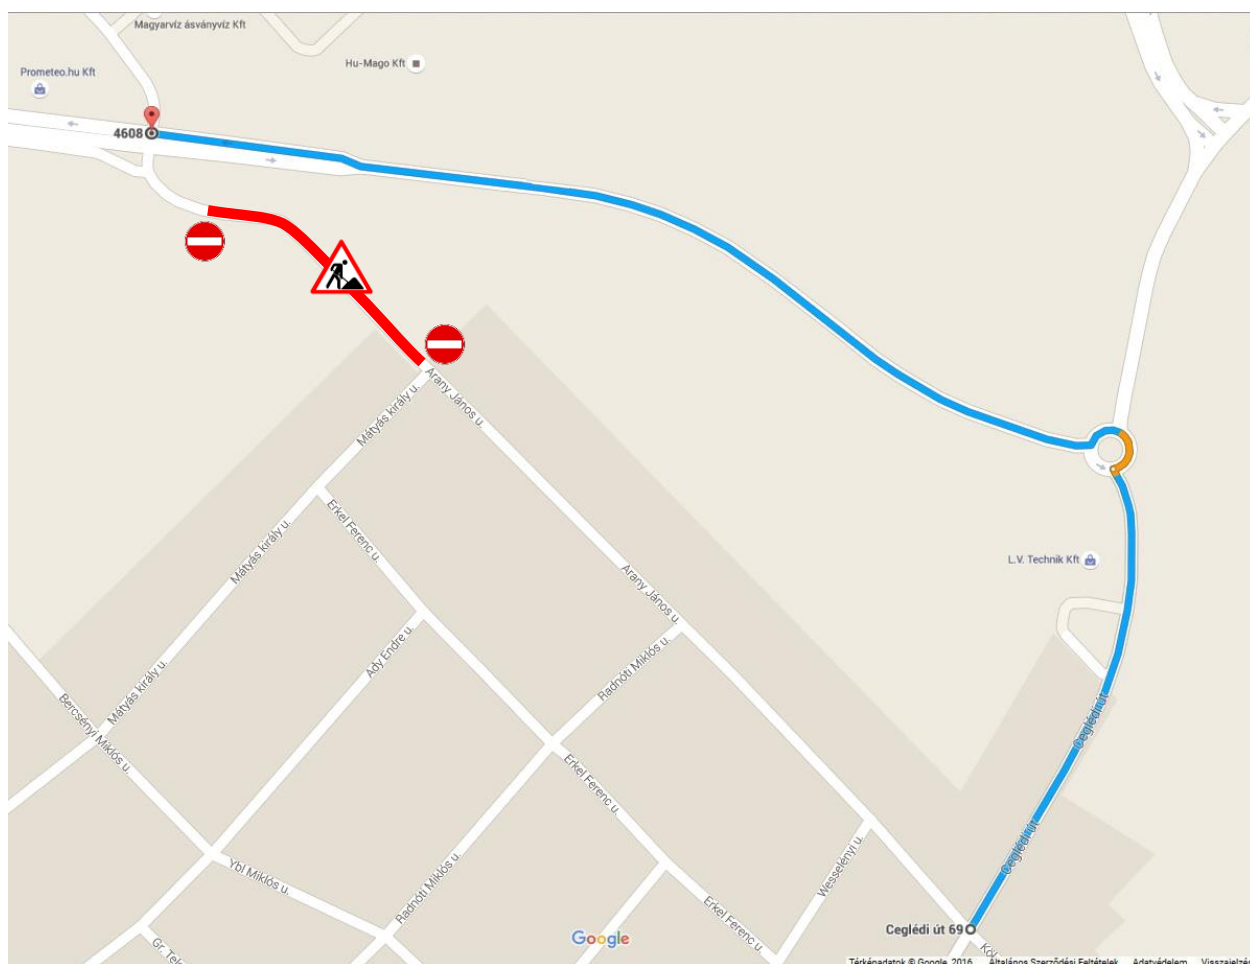 Magyarvíz ásványvíz Kft
Hu-Mago Kft
Prometeo.hu Kft
4608
Arany János u.
Mátyás király u.
Erkel Ferenc u.
Mátyás király u.
L.V. Technik Kft
Arany János u.
Ady Endre u.
Radnóti Miklós u.
Mátyás király u.
Bercsényi Miklós u.
Ceglédi út
Erkel Ferenc u.
Ceglédi út
Wesselényi u.
Ybl Miklós u.
Radnóti Miklós u.
Erkel Ferenc u.
Ceglédi út 69
Google
Térképadatok © Google, 2016 Általános Szerződési Feltételek Adatvédelem Visszajelzés